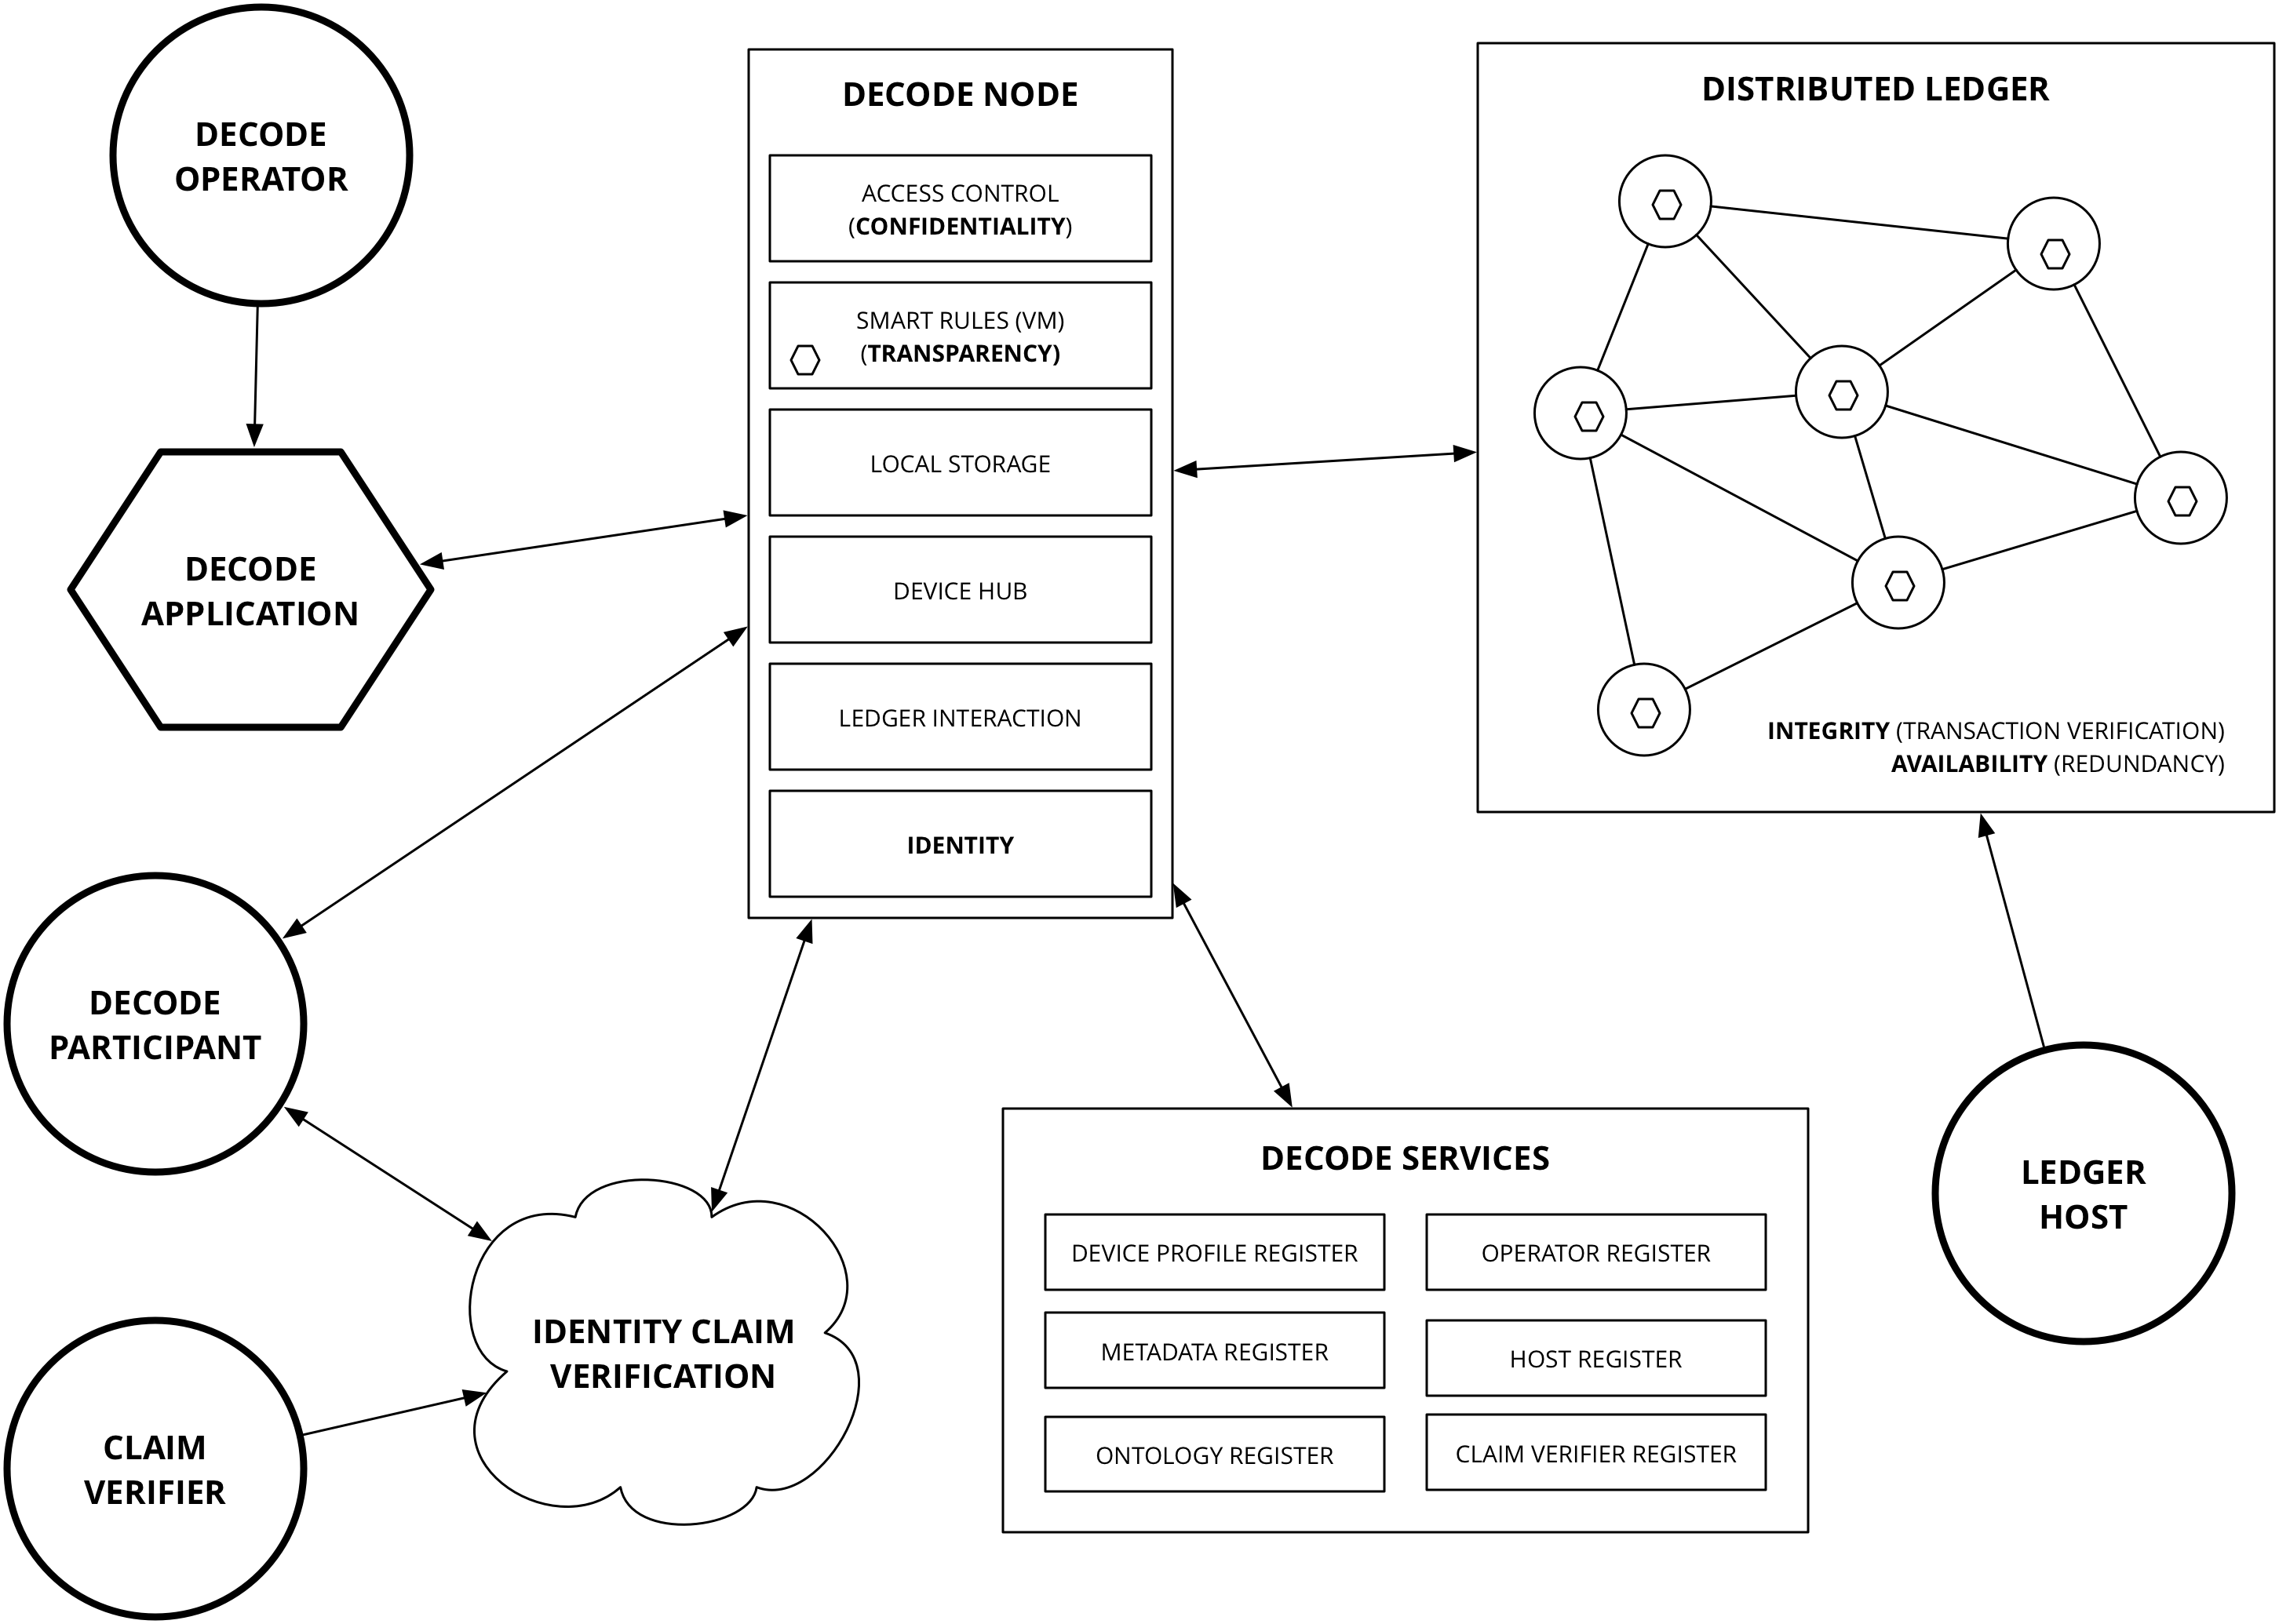 DECODE
OPERATOR
DECODE
APPLICATION
DECODE
PARTICIPANT
CLAIM
VERIFIER
IDENTITY CLAIM
VERIFICATION
DECODE NODE
ACCESS CONTROL
(CONFIDENTIALITY)
SMART RULES (VM)
(TRANSPARENCY)
LOCAL STORAGE
DEVICE HUB
LEDGER INTERACTION
IDENTITY
DISTRIBUTED LEDGER
INTEGRITY (TRANSACTION VERIFICATION)
AVAILABILITY (REDUNDANCY)
DECODE SERVICES
DEVICE PROFILE REGISTER
METADATA REGISTER
ONTOLOGY REGISTER
OPERATOR REGISTER
HOST REGISTER
CLAIM VERIFIER REGISTER
LEDGER
HOST